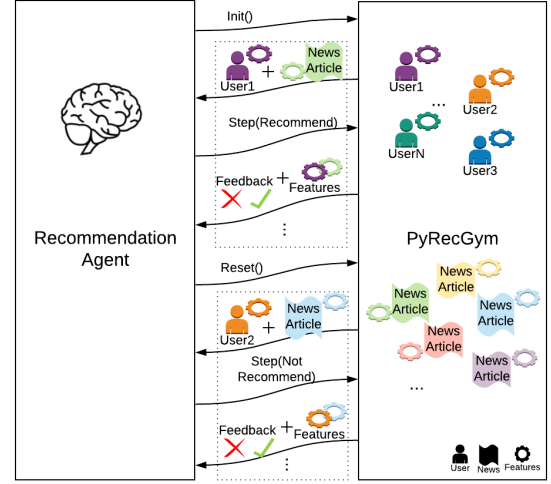 Init()
News
Article
+
User1
Step(Recommend)
Feedback + Features
...
Recommendation
Agent
Reset()
News
Article
+
User2
Step(Not
Recommend)
Feedback + Features
...
User1
...
User2
UserN
User3
PyRecGym
News
Article
News
Article
News
Article
News
Article
News
Article
...
User
News
Features